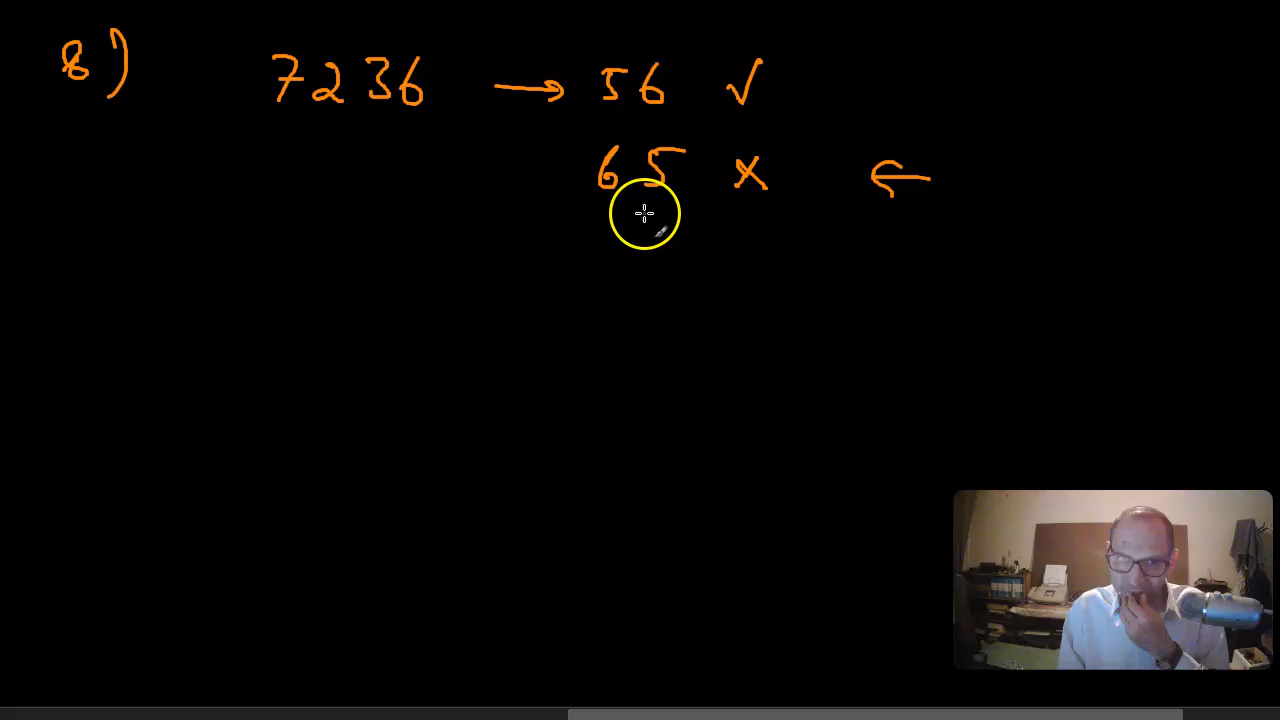 8) 7236 → 56 √
65 × ←